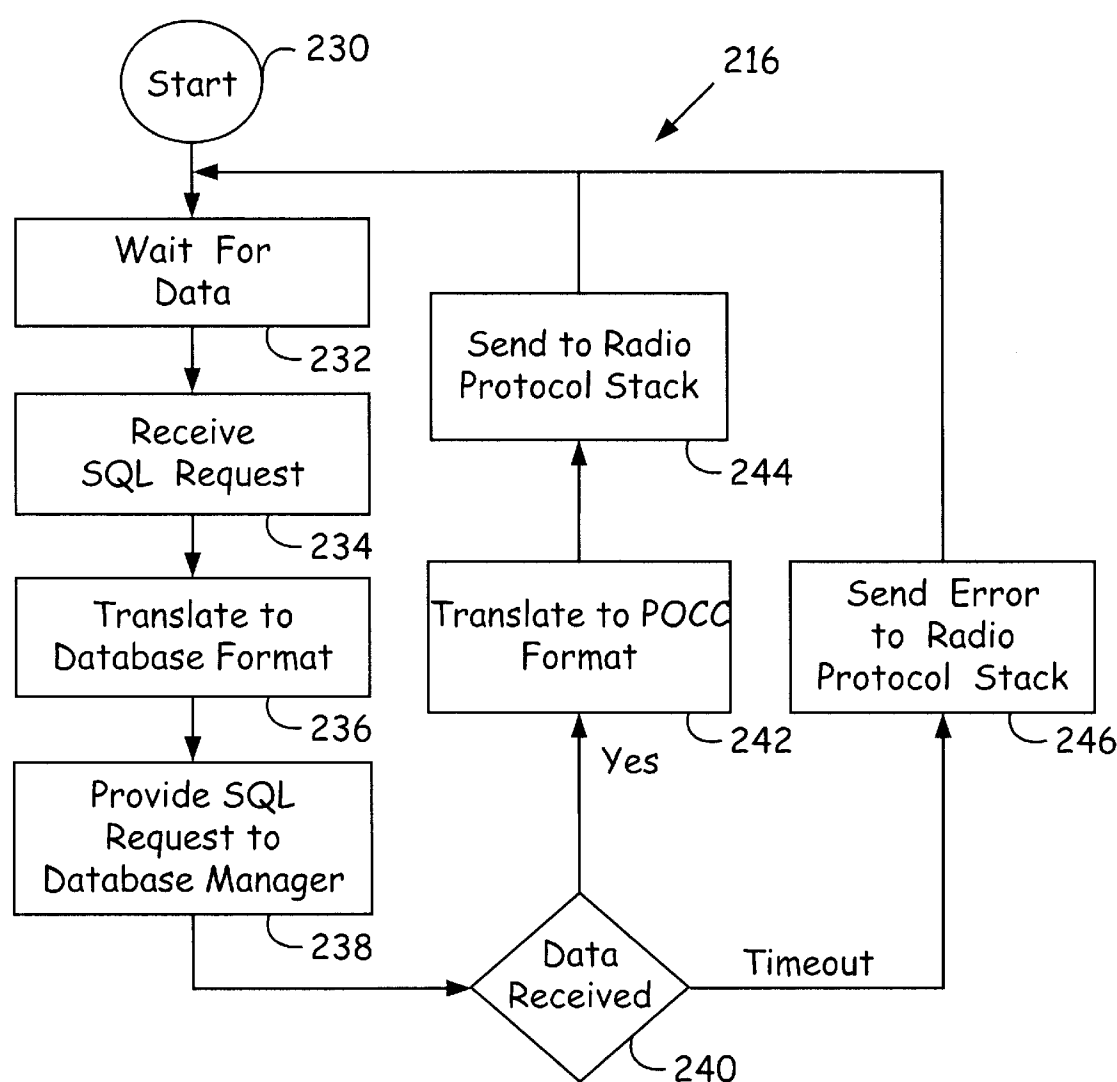 Start
230
216
Wait For
Data
232
Receive
SQL Request
234
Translate to
Database Format
236
Provide SQL
Request to
Database Manager
238
Data
Received
240
Yes
Timeout
Translate to POCC
Format
242
Send to Radio
Protocol Stack
244
Send Error
to Radio
Protocol Stack
246